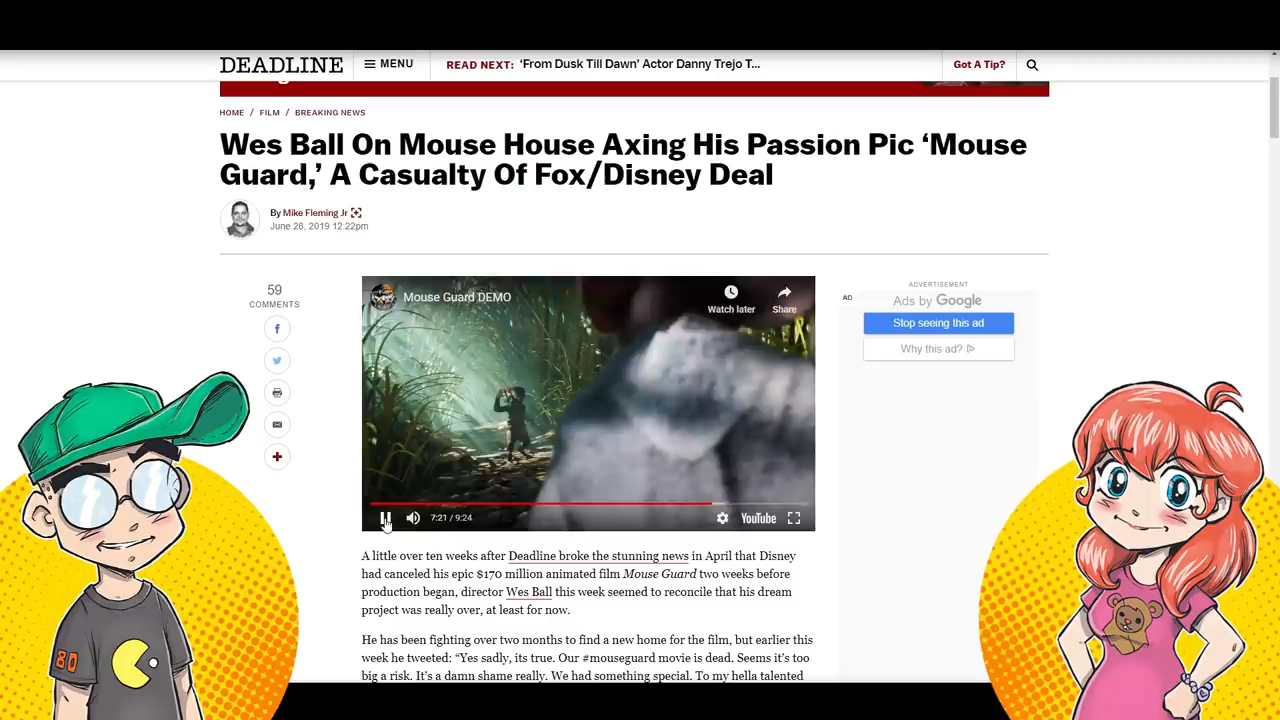 DEADLINE
MENU
READ NEXT: ‘From Dusk Till Dawn’ Actor Danny Trejo T...
Got A Tip?
HOME / FILM / BREAKING NEWS
Wes Ball On Mouse House Axing His Passion Pic ‘Mouse
Guard,’ A Casualty Of Fox/Disney Deal
By Mike Fleming Jr
June 28, 2019 12:22pm
59
COMMENTS
Mouse Guard DEMO
Watch later
Share
7:21 / 9:24
YouTube
ADVERTISEMENT
AD
Ads by Google
Stop seeing this ad
Why this ad?
A little over ten weeks after Deadline broke the stunning news in April that Disney
had canceled his epic $170 million animated film Mouse Guard two weeks before
production began, director Wes Ball this week seemed to reconcile that his dream
project was really over, at least for now.
He has been fighting over two months to find a new home for the film, but earlier this
week he tweeted: “Yes sadly, its true. Our #mouseguard movie is dead. Seems it’s too
big a risk. It’s a damn shame really. We had something special. To my hella talented
80